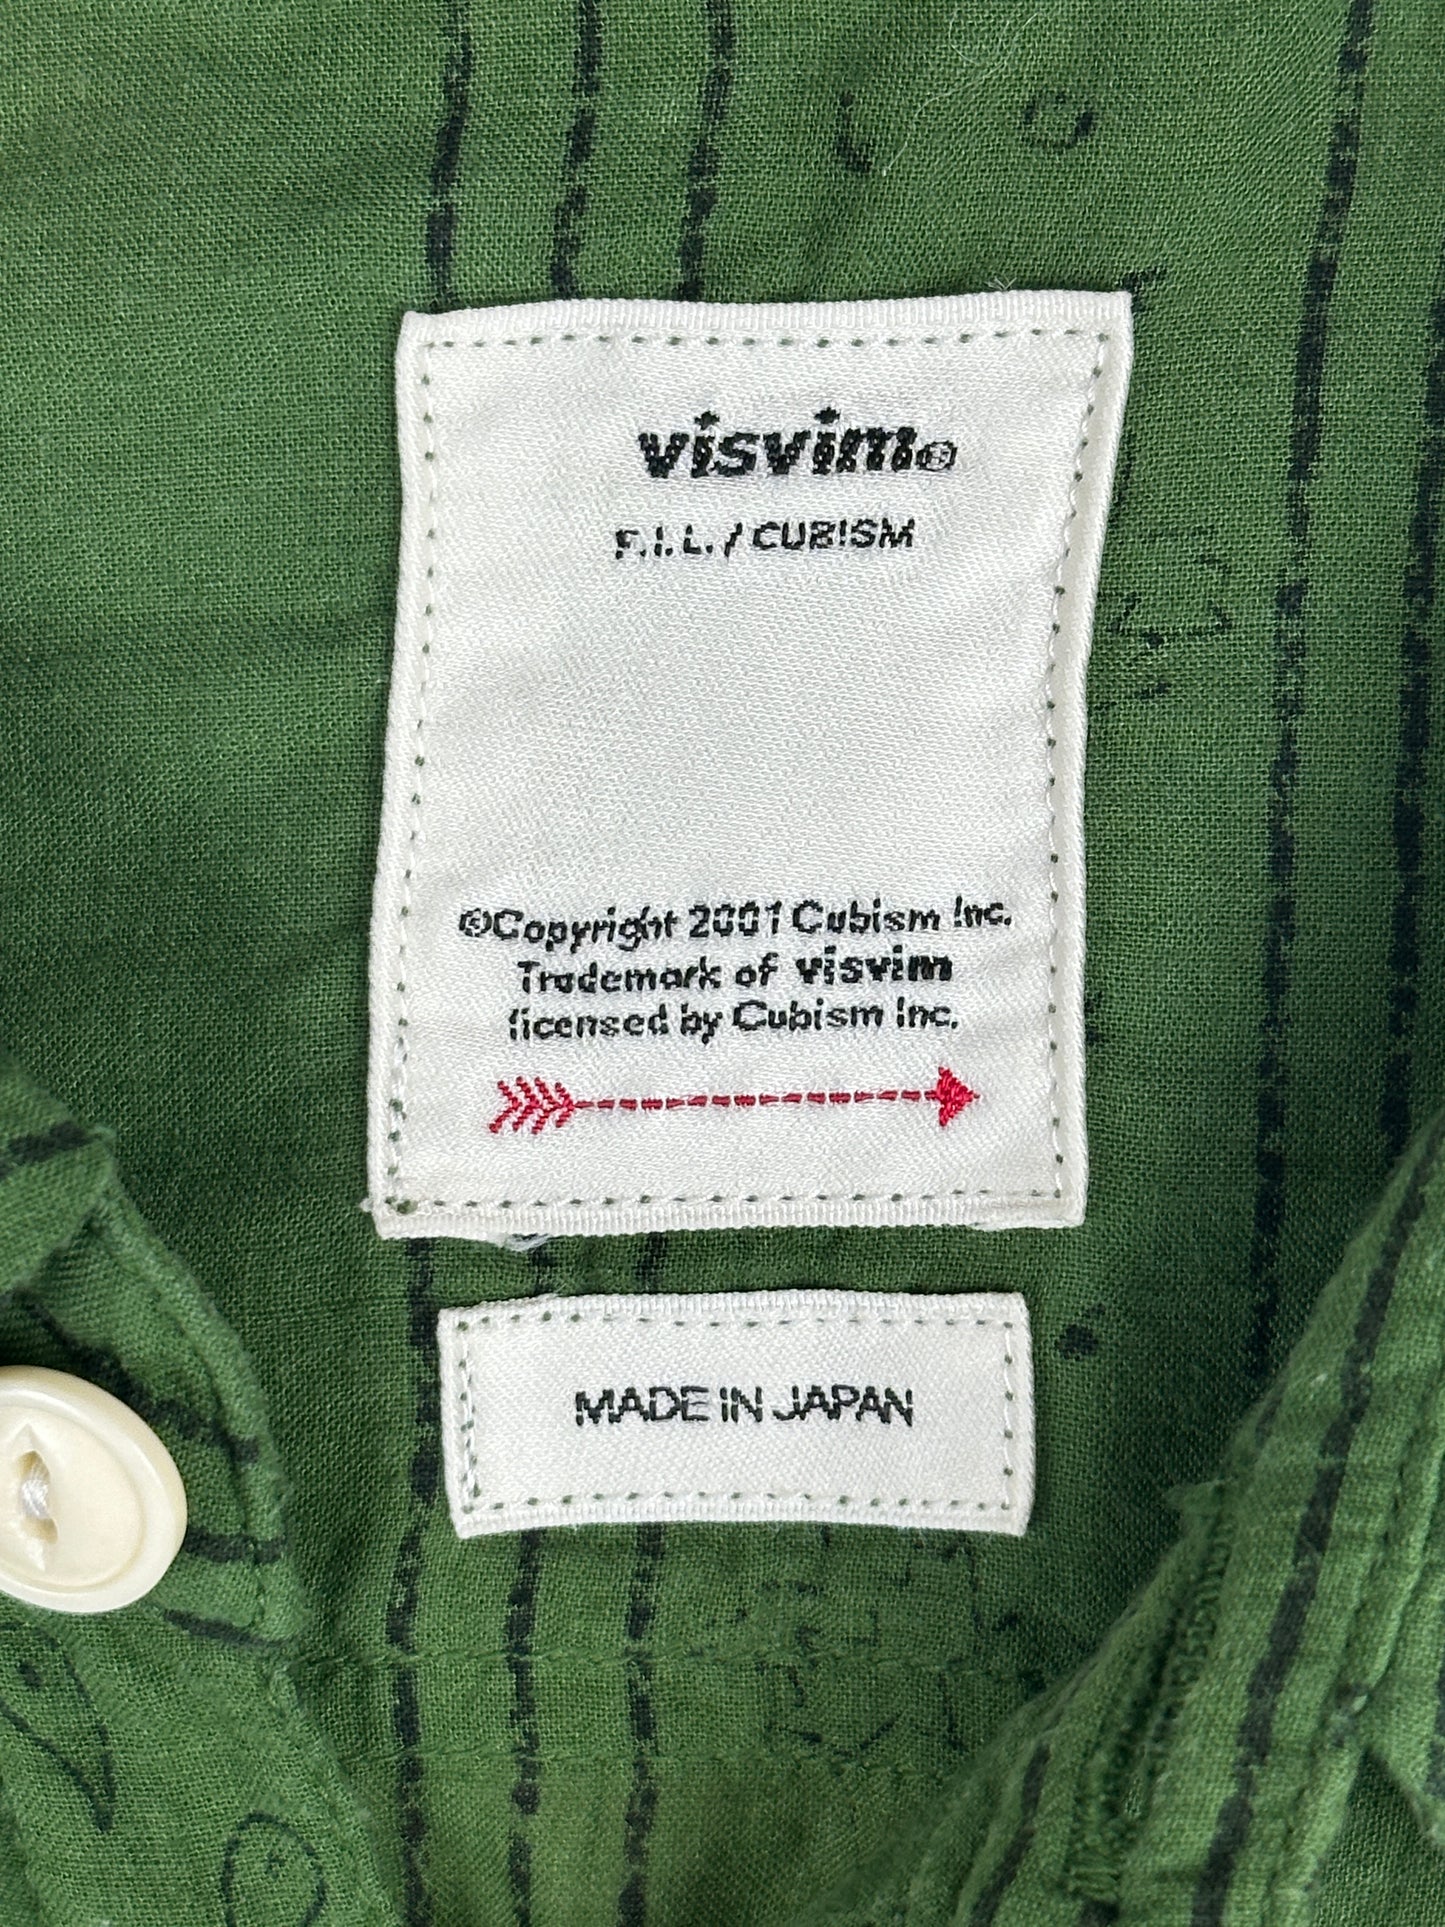 visvim®
F.I.L. / CUBISM
©Copyright 2001 Cubism Inc.
Trademark of visvim
licensed by Cubism Inc.
MADE IN JAPAN